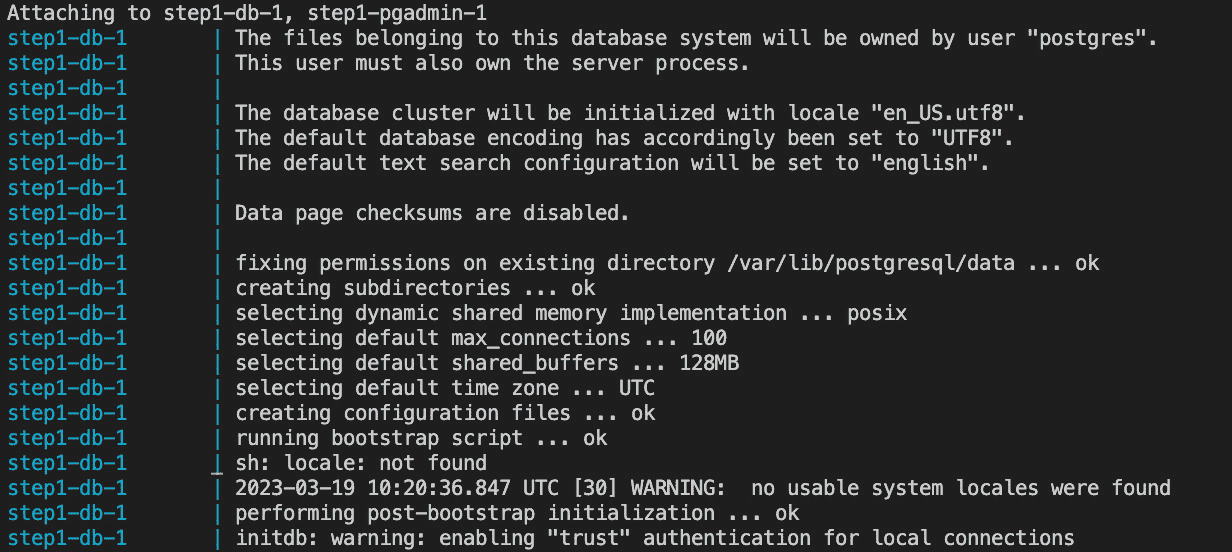 Attaching to step1-db-1, step1-pgadmin-1
step1-db-1       | The files belonging to this database system will be owned by user "postgres".
step1-db-1       | This user must also own the server process.
step1-db-1       |
step1-db-1       | The database cluster will be initialized with locale "en_US.utf8".
step1-db-1       | The default database encoding has accordingly been set to "UTF8".
step1-db-1       | The default text search configuration will be set to "english".
step1-db-1       |
step1-db-1       | Data page checksums are disabled.
step1-db-1       |
step1-db-1       | fixing permissions on existing directory /var/lib/postgresql/data ... ok
step1-db-1       | creating subdirectories ... ok
step1-db-1       | selecting dynamic shared memory implementation ... posix
step1-db-1       | selecting default max_connections ... 100
step1-db-1       | selecting default shared_buffers ... 128MB
step1-db-1       | selecting default time zone ... UTC
step1-db-1       | creating configuration files ... ok
step1-db-1       | running bootstrap script ... ok
step1-db-1       | sh: locale: not found
step1-db-1       | 2023-03-19 10:20:36.847 UTC [30] WARNING:  no usable system locales were found
step1-db-1       | performing post-bootstrap initialization ... ok
step1-db-1       | initdb: warning: enabling "trust" authentication for local connections